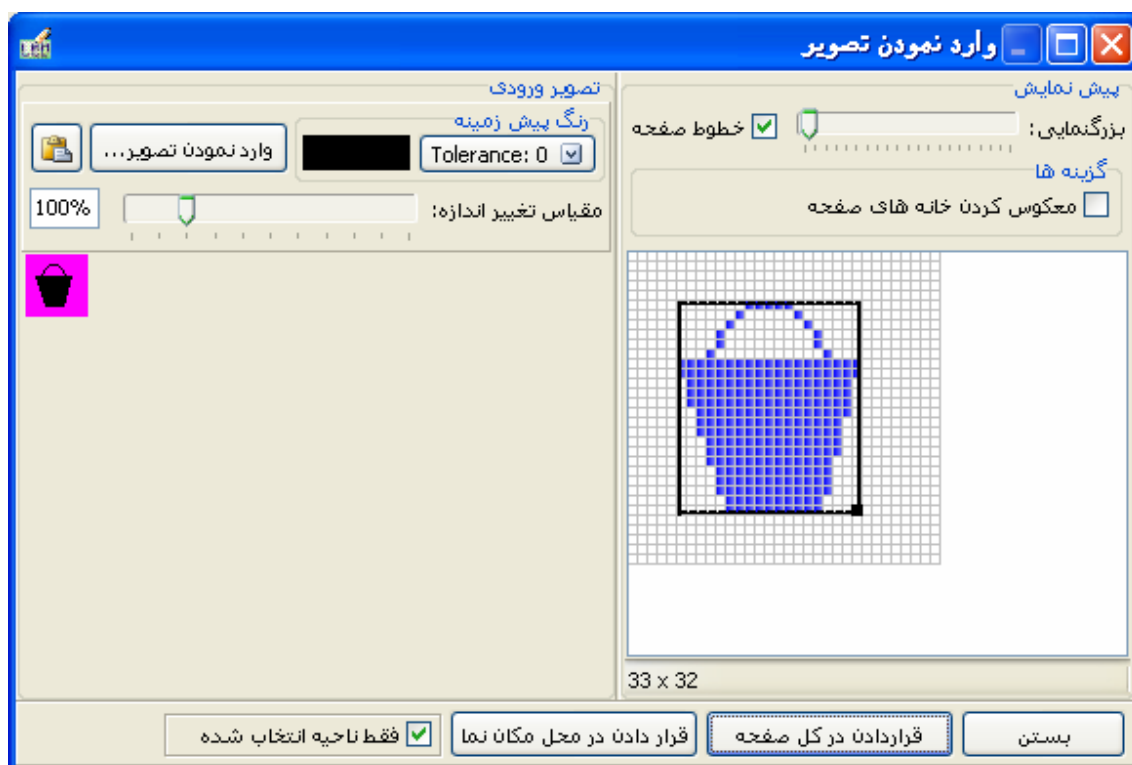 وارد نمودن تصویر
پیش نمایش
بزرگنمایی:
خطوط صفحه
گزینه ها
معکوس کردن خانه های صفحه
33 x 32
تصویر ورودی
رنگ پیش زمینه
Tolerance: 0
وارد نمودن تصویر...
مقیاس تغییر اندازه:
100%
بستن
قراردادن در کل صفحه
قرار دادن در محل مکان نما
فقط ناحیه انتخاب شده